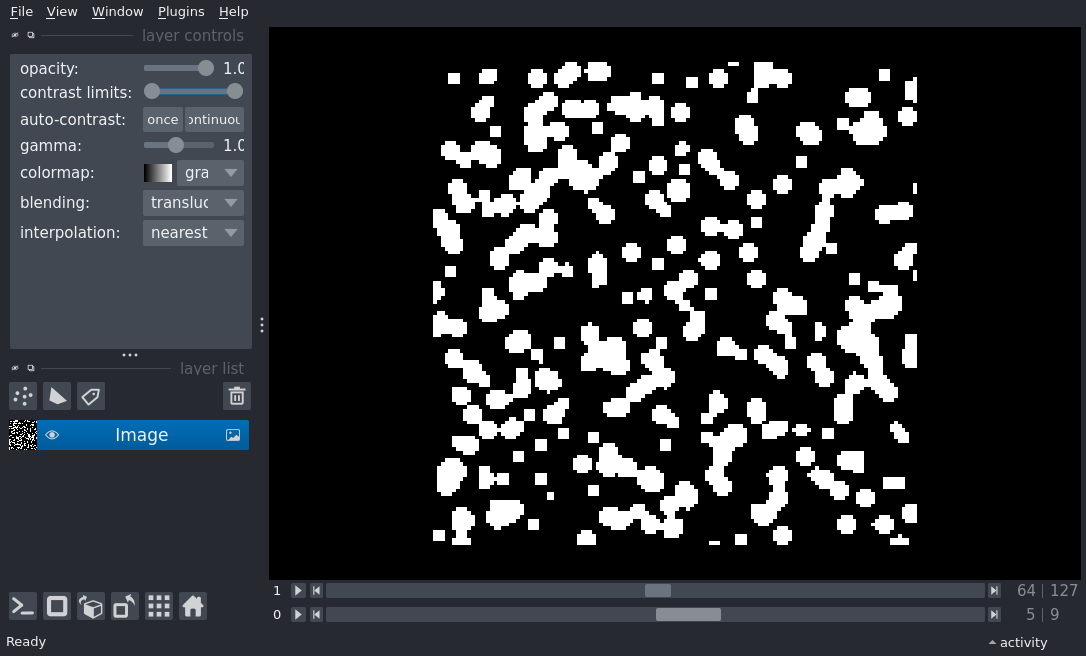 File View Window Plugins Help
layer controls
opacity: 1.0
contrast limits:
auto-contrast: once ontinuou
gamma: 1.0
colormap: gra
blending: transluc
interpolation: nearest
layer list
Image
1 64 | 127
0 5 | 9
Ready activity